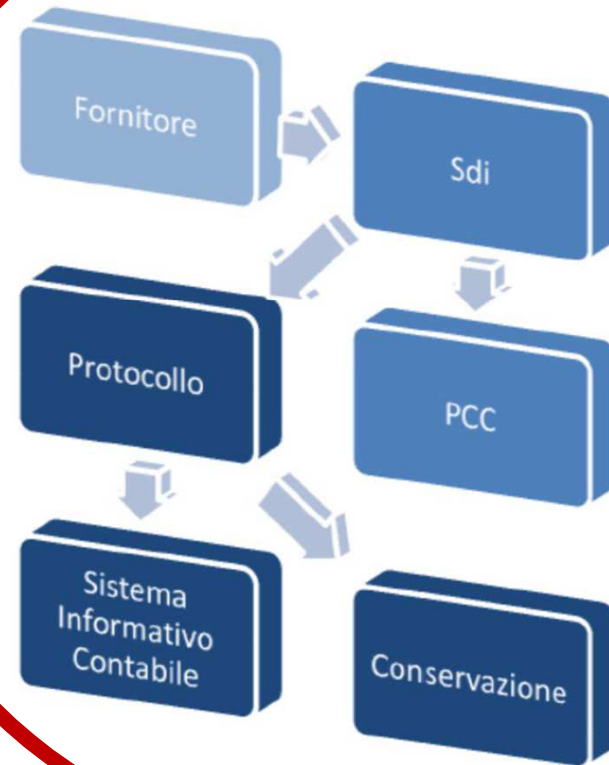 Fornitore
Sdi
Protocollo
PCC
Sistema
Informativo
Contabile
Conservazione